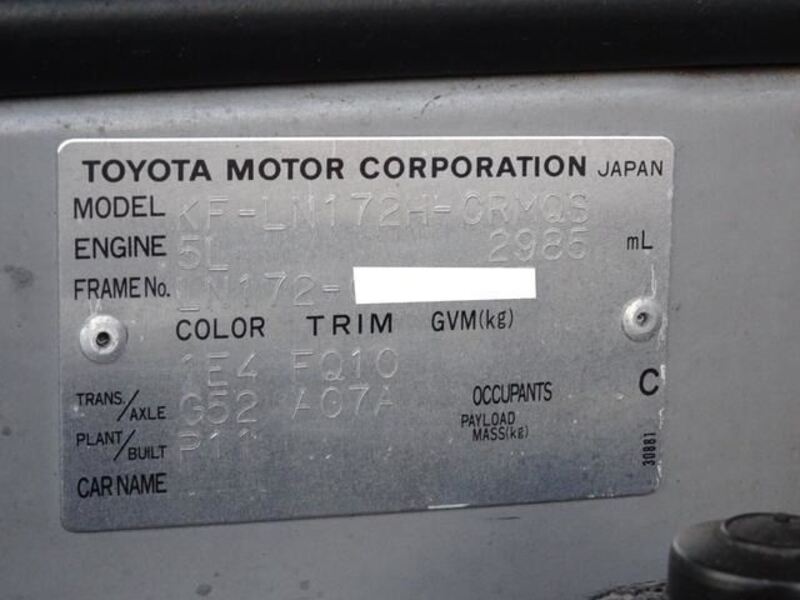 TOYOTA MOTOR CORPORATION JAPAN
MODEL KF-LN172H-CRMQS
ENGINE 5L 2985 mL
FRAME No. LN172-
COLOR TRIM GVM(kg)
1E4 FQ10
TRANS./AXLE G52 A07A OCCUPANTS C
PAYLOAD MASS(kg)
PLANT/BUILT P11
CAR NAME
30881